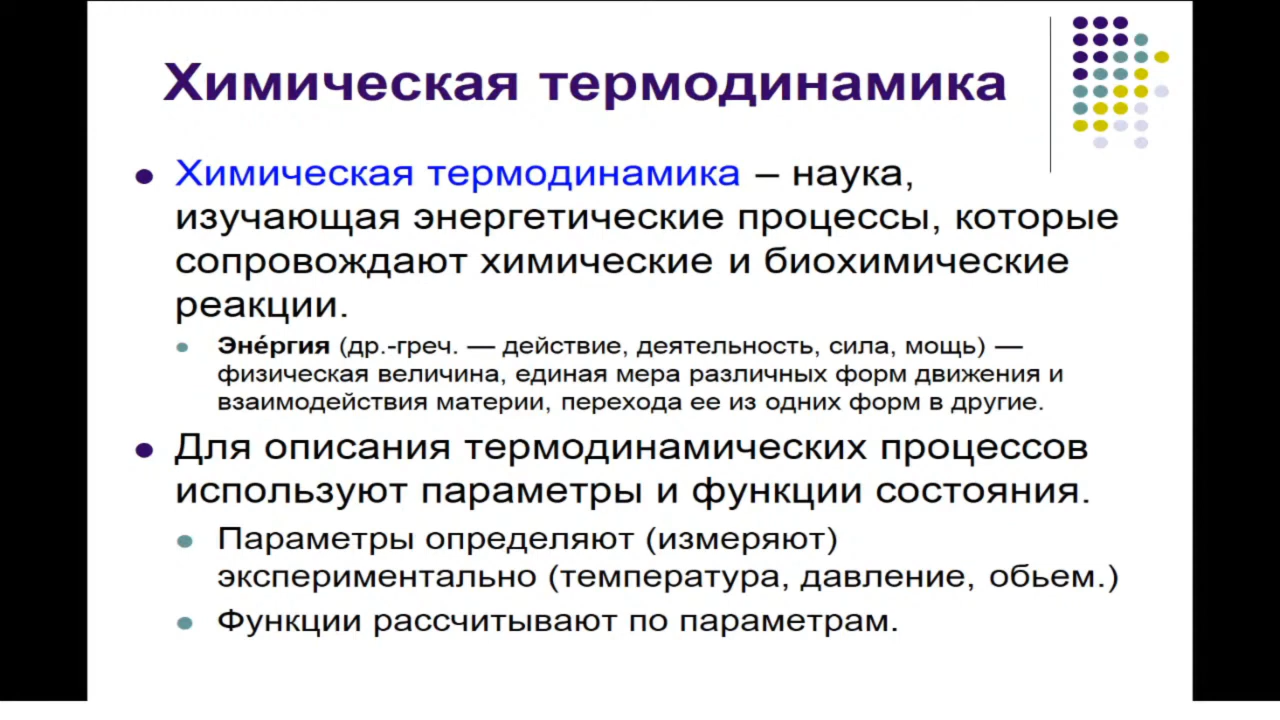 Химическая термодинамика
Химическая термодинамика – наука,
изучающая энергетические процессы, которые
сопровождают химические и биохимические
реакции.
Эне́ргия (др.-греч. — действие, деятельность, сила, мощь) —
физическая величина, единая мера различных форм движения и
взаимодействия материи, перехода ее из одних форм в другие.
Для описания термодинамических процессов
используют параметры и функции состояния.
Параметры определяют (измеряют)
экспериментально (температура, давление, обьем.)
Функции рассчитывают по параметрам.